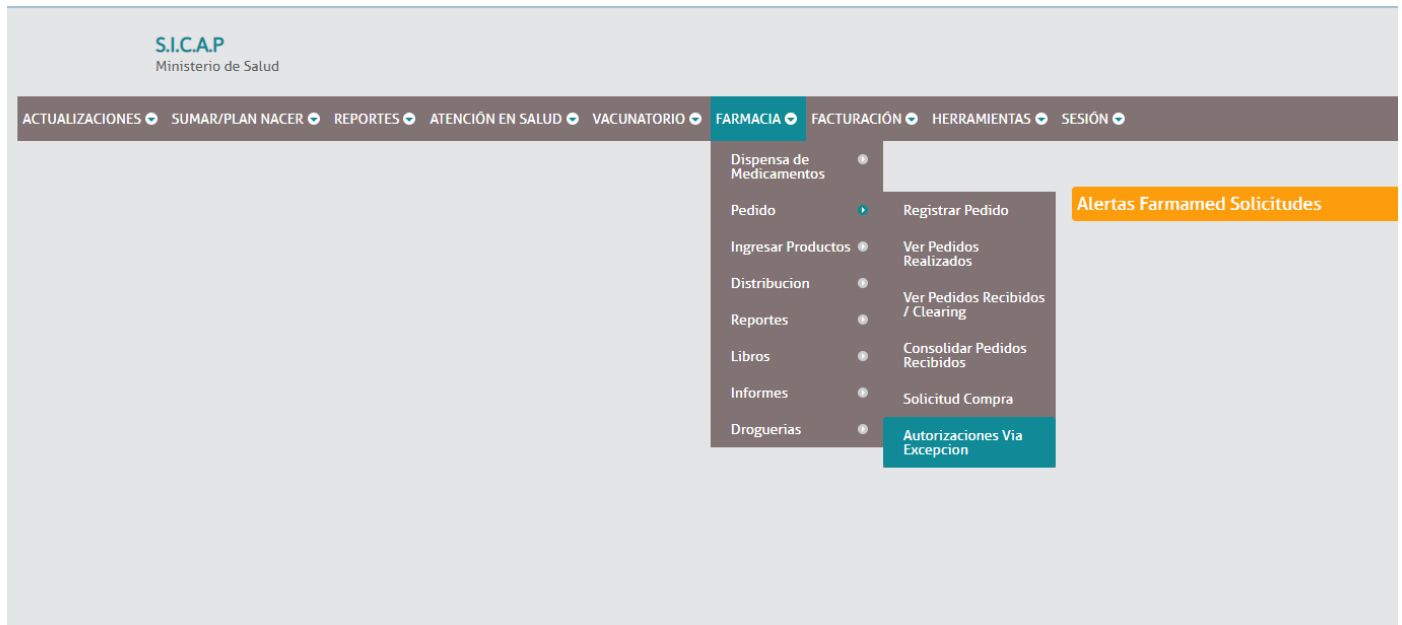 S.I.C.A.P
Ministerio de Salud
ACTUALIZACIONES SUMAR/PLAN NACER REPORTES ATENCIÓN EN SALUD VACUNATORIO FARMACIA FACTURACIÓN HERRAMIENTAS SESIÓN
Dispensa de
Medicamentos
Pedido
Ingresar Productos
Distribucion
Reportes
Libros
Informes
Droguerias
Registrar Pedido
Ver Pedidos
Realizados
Ver Pedidos Recibidos
/ Clearing
Consolidar Pedidos
Recibidos
Solicitud Compra
Autorizaciones Via
Excepcion
Alertas Farmamed Solicitudes